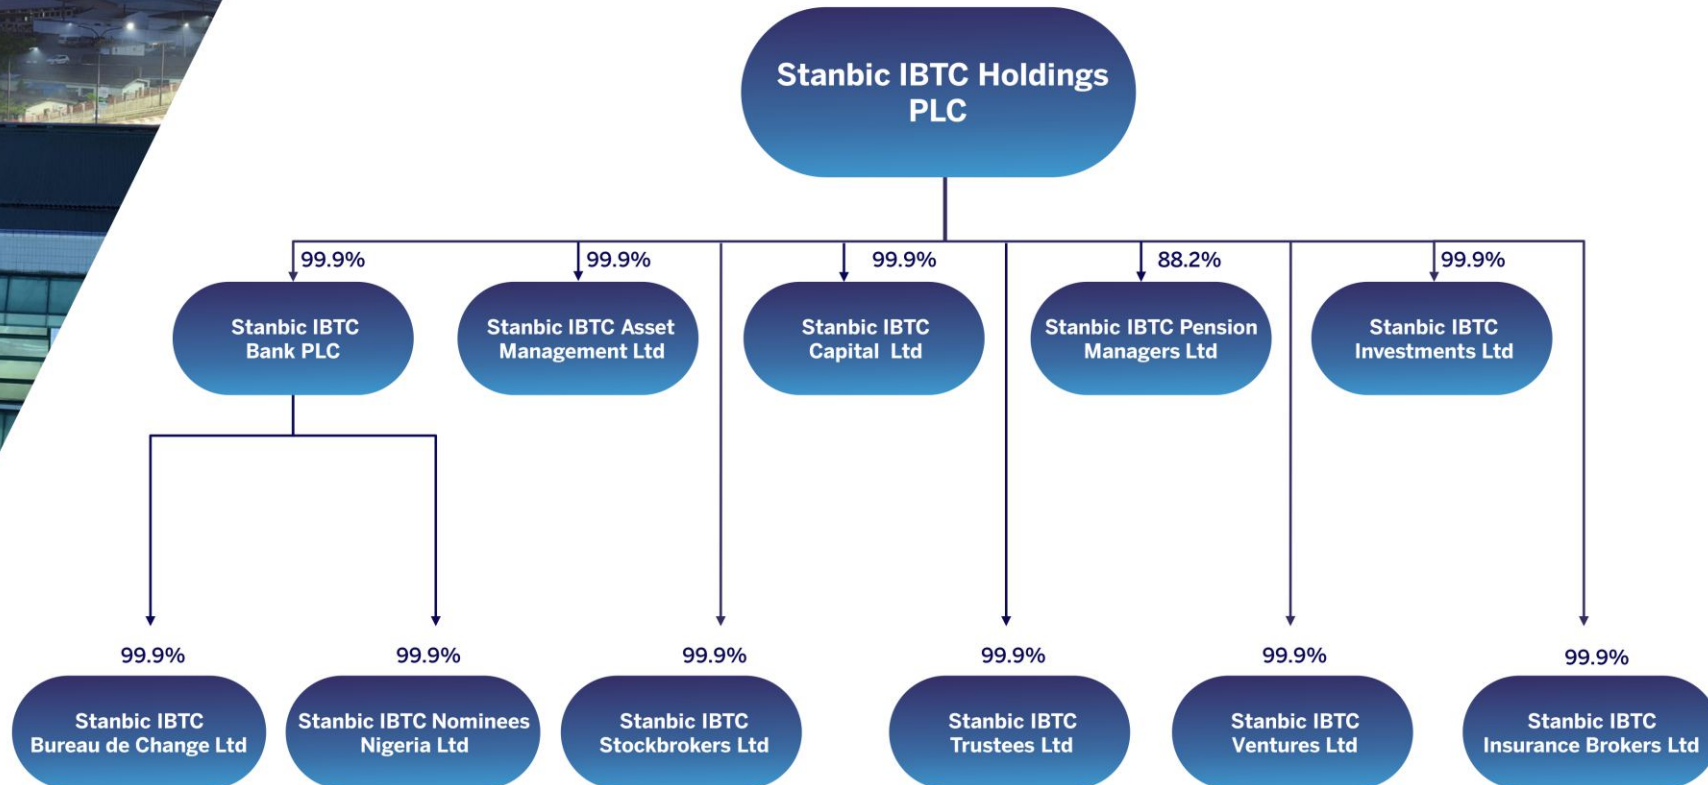 Stanbic IBTC Holdings
PLC
99.9%
99.9%
99.9%
88.2%
99.9%
Stanbic IBTC
Bank PLC
Stanbic IBTC Asset
Management Ltd
Stanbic IBTC
Capital Ltd
Stanbic IBTC Pension
Managers Ltd
Stanbic IBTC
Investments Ltd
99.9%
99.9%
99.9%
99.9%
99.9%
99.9%
Stanbic IBTC
Bureau de Change Ltd
Stanbic IBTC Nominees
Nigeria Ltd
Stanbic IBTC
Stockbrokers Ltd
Stanbic IBTC
Trustees Ltd
Stanbic IBTC
Ventures Ltd
Stanbic IBTC
Insurance Brokers Ltd